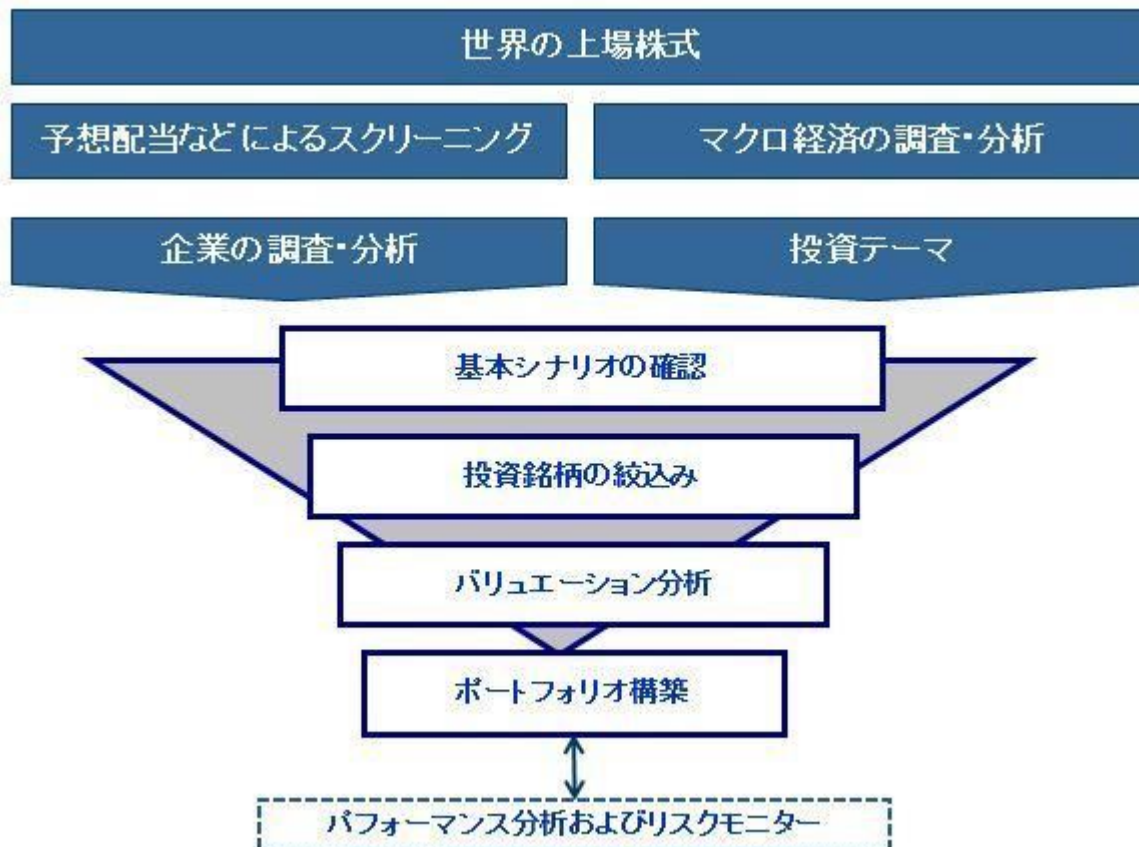 世界の上場株式
予想配当などによるスクリーニング
マクロ経済の調査・分析
企業の調査・分析
投資テーマ
基本シナリオの確認
投資銘柄の絞込み
バリュエーション分析
ポートフォリオ構築
パフォーマンス分析およびリスクモニター